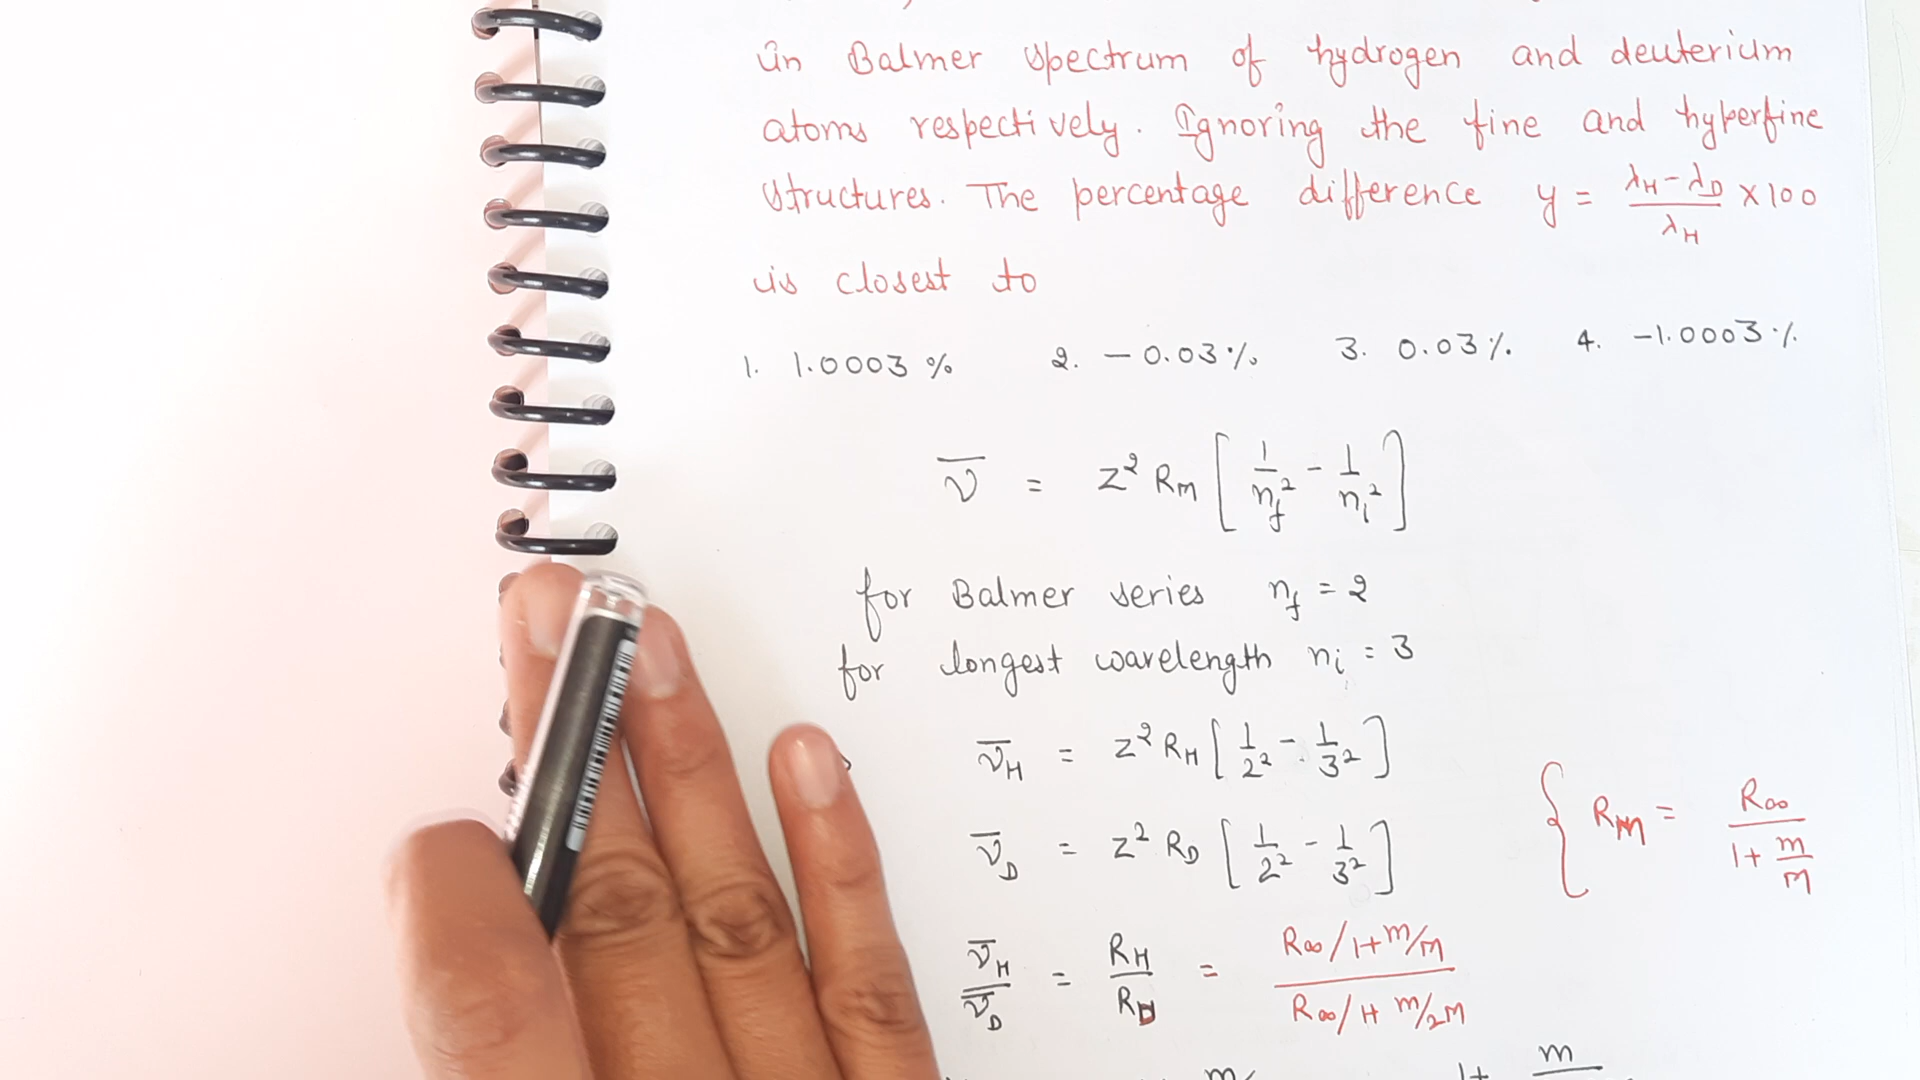 in Balmer spectrum of hydrogen and deuterium
atoms respectively. Ignoring the fine and hyperfine
structures. The percentage difference y = (λH - λD)/λH × 100
is closest to
1. 1.0003 % 2. - 0.03 % 3. 0.03 % 4. -1.0003 %
ν̄ = Z² RM [ 1/nf² - 1/ni² ]
for Balmer series nf = 2
for longest wavelength ni = 3
ν̄H = Z² RH [ 1/2² - 1/3² ]
ν̄D = Z² RD [ 1/2² - 1/3² ]
{ RM = R∞ / (1 + m/M)
ν̄H/ν̄D = RH/RD = (R∞/1+m/M) / (R∞/1+m/2M)
1+ m